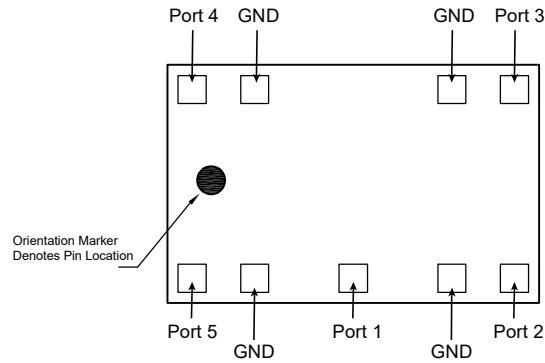 Port 4 GND GND Port 3
Orientation Marker
Denotes Pin Location
Port 5 GND Port 1 GND Port 2